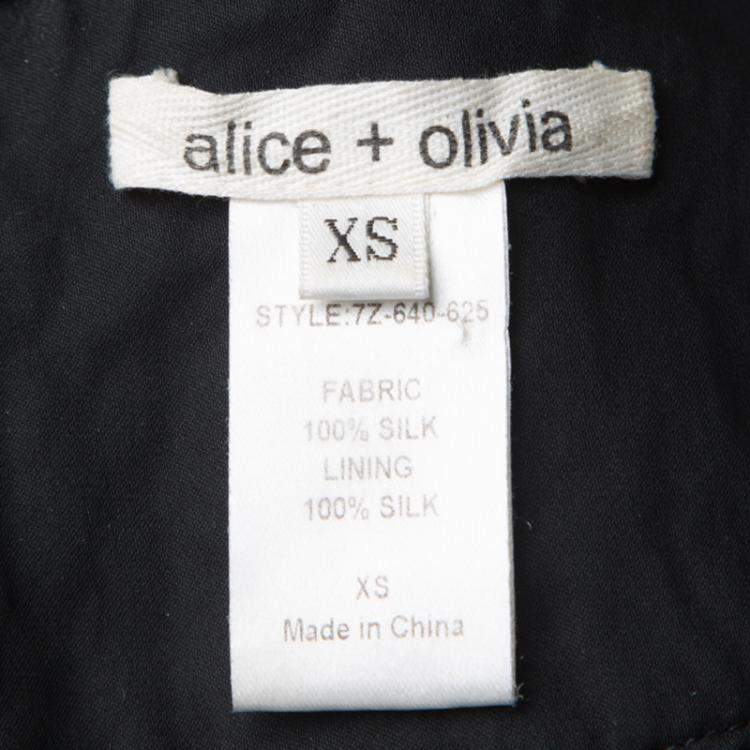 alice + olivia
XS
STYLE:7Z-640-625
FABRIC
100% SILK
LINING
100% SILK
XS
Made in China